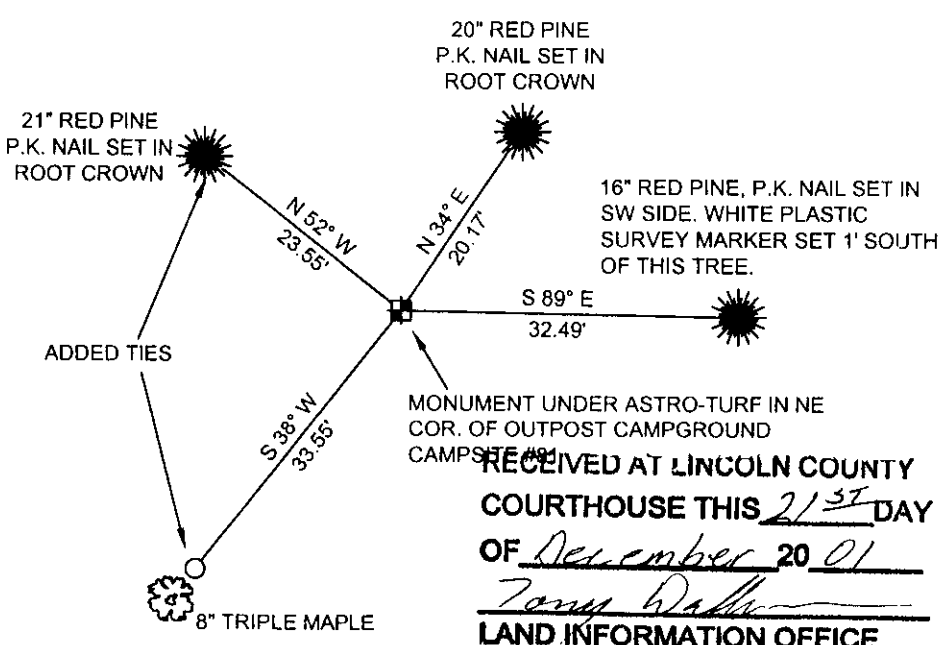 20" RED PINE
P.K. NAIL SET IN
ROOT CROWN
21" RED PINE
P.K. NAIL SET IN
ROOT CROWN
16" RED PINE, P.K. NAIL SET IN
SW SIDE. WHITE PLASTIC
SURVEY MARKER SET 1' SOUTH
OF THIS TREE.
N 52° W
23.55'
N 34° E
20.17'
S 89° E
32.49'
ADDED TIES
S 38° W
33.55'
MONUMENT UNDER ASTRO-TURF IN NE
COR. OF OUTPOST CAMPGROUND
CAMPSITE
RECEIVED AT LINCOLN COUNTY
COURTHOUSE THIS 21ST DAY
OF December 20 01
Tony
LAND INFORMATION OFFICE
8" TRIPLE MAPLE